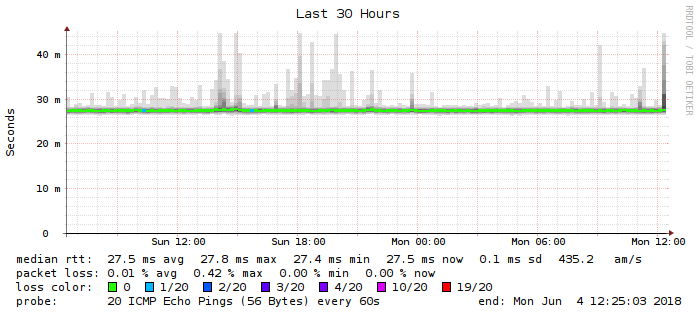 Last 30 Hours
RRDTOOL / TOBI OETIKER
Seconds
40 m
30 m
20 m
10 m
0
Sun 12:00 Sun 18:00 Mon 00:00 Mon 06:00 Mon 12:00
median rtt: 27.5 ms avg 27.8 ms max 27.4 ms min 27.5 ms now 0.1 ms sd 435.2 am/s
packet loss: 0.01 % avg 0.42 % max 0.00 % min 0.00 % now
loss color: 0 1/20 2/20 3/20 4/20 10/20 19/20
probe: 20 ICMP Echo Pings (56 Bytes) every 60s end: Mon Jun 4 12:25:03 2018